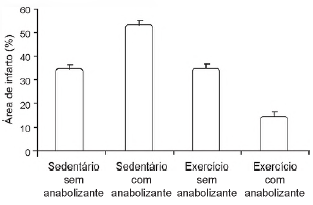 Área de infarto (%)
60
50
40
30
20
10
0
Sedentário
sem
anabolizante
Sedentário
com
anabolizante
Exercício
sem
anabolizante
Exercício
com
anabolizante